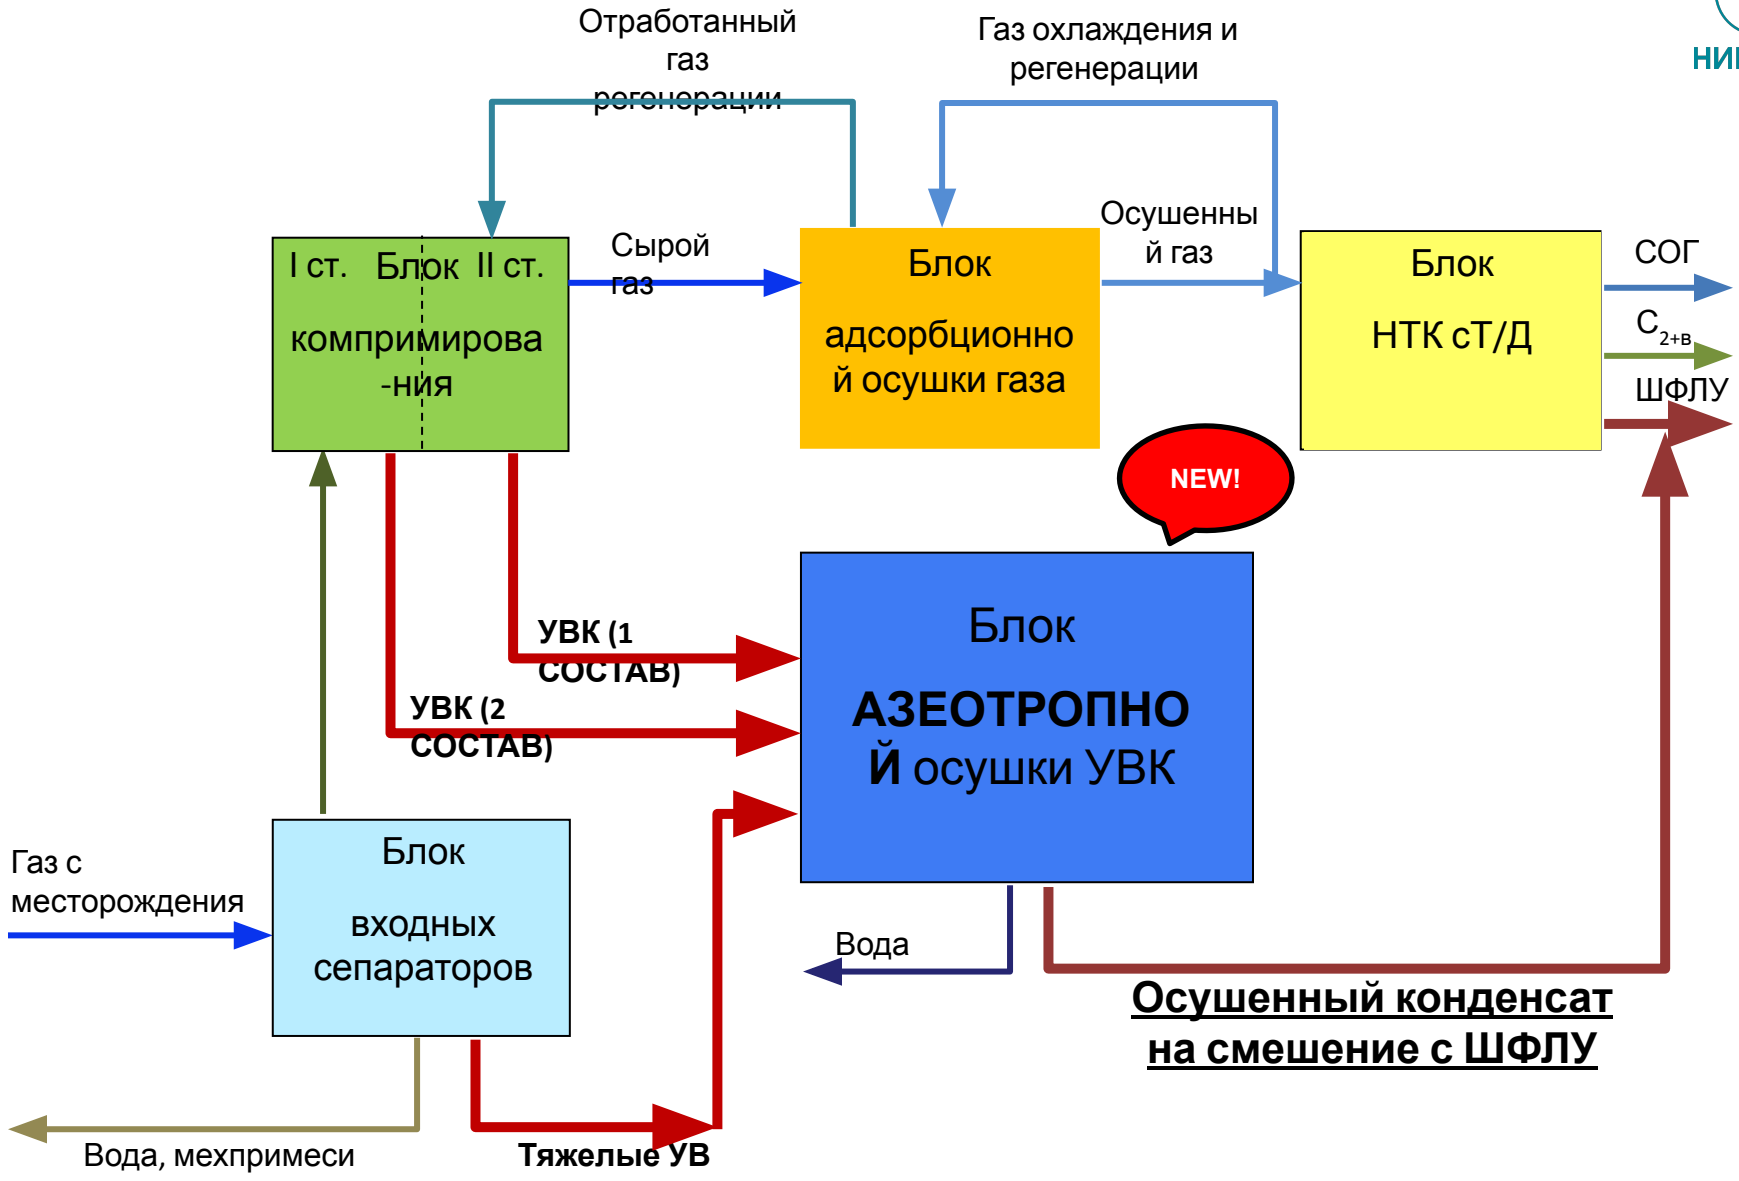 Отработанный
газ
регенерации
Газ охлаждения и
регенерации
НИ
I ст. Блок II ст.
компримирова
-ния
Сырой
газ
Блок
адсорбционно
й осушки газа
Осушенны
й газ
Блок
НТК сТ/Д
СОГ
С2+в
ШФЛУ
NEW!
УВК (1
СОСТАВ)
УВК (2
СОСТАВ)
Блок
АЗЕОТРОПНО
Й осушки УВК
Газ с
месторождения
Блок
входных
сепараторов
Вода
Осушенный конденсат
на смешение с ШФЛУ
Вода, мехпримеси
Тяжелые УВ